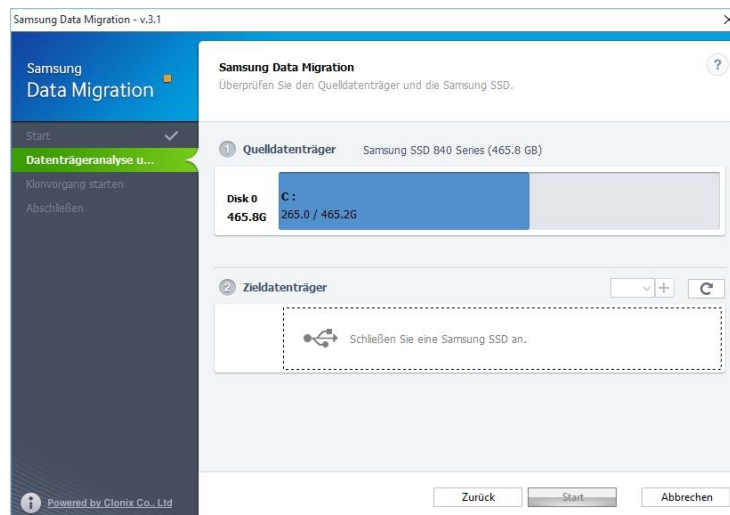 Samsung Data Migration - v.3.1
Samsung
Data Migration
Start
Datenträgeranalyse u...
Klonvorgang starten
Abschließen
Powered by Clonix Co., Ltd
Samsung Data Migration
Überprüfen Sie den Quelldatenträger und die Samsung SSD.
?
1 Quelldatenträger Samsung SSD 840 Series (465.8 GB)
Disk 0
465.8G
C :
265.0 / 465.2G
2 Zieldatenträger
Schließen Sie eine Samsung SSD an.
Zurück Start Abbrechen